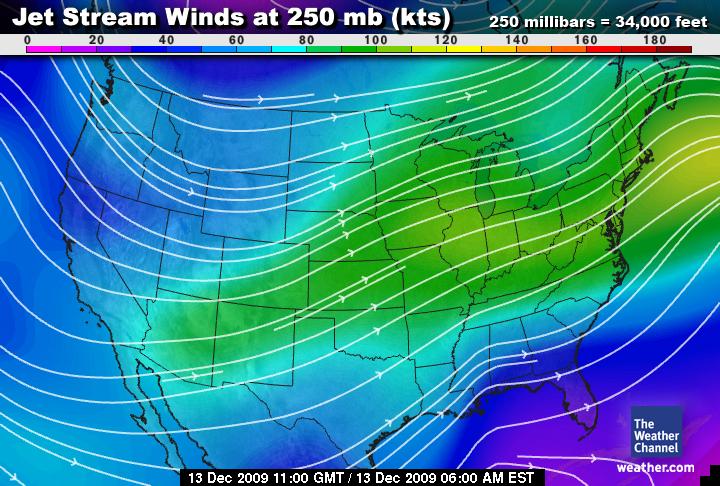 Jet Stream Winds at 250 mb (kts) 250 millibars = 34,000 feet
0 20 40 60 80 100 120 140 160 180
The
Weather
Channel
weather.com
13 Dec 2009 11:00 GMT / 13 Dec 2009 06:00 AM EST